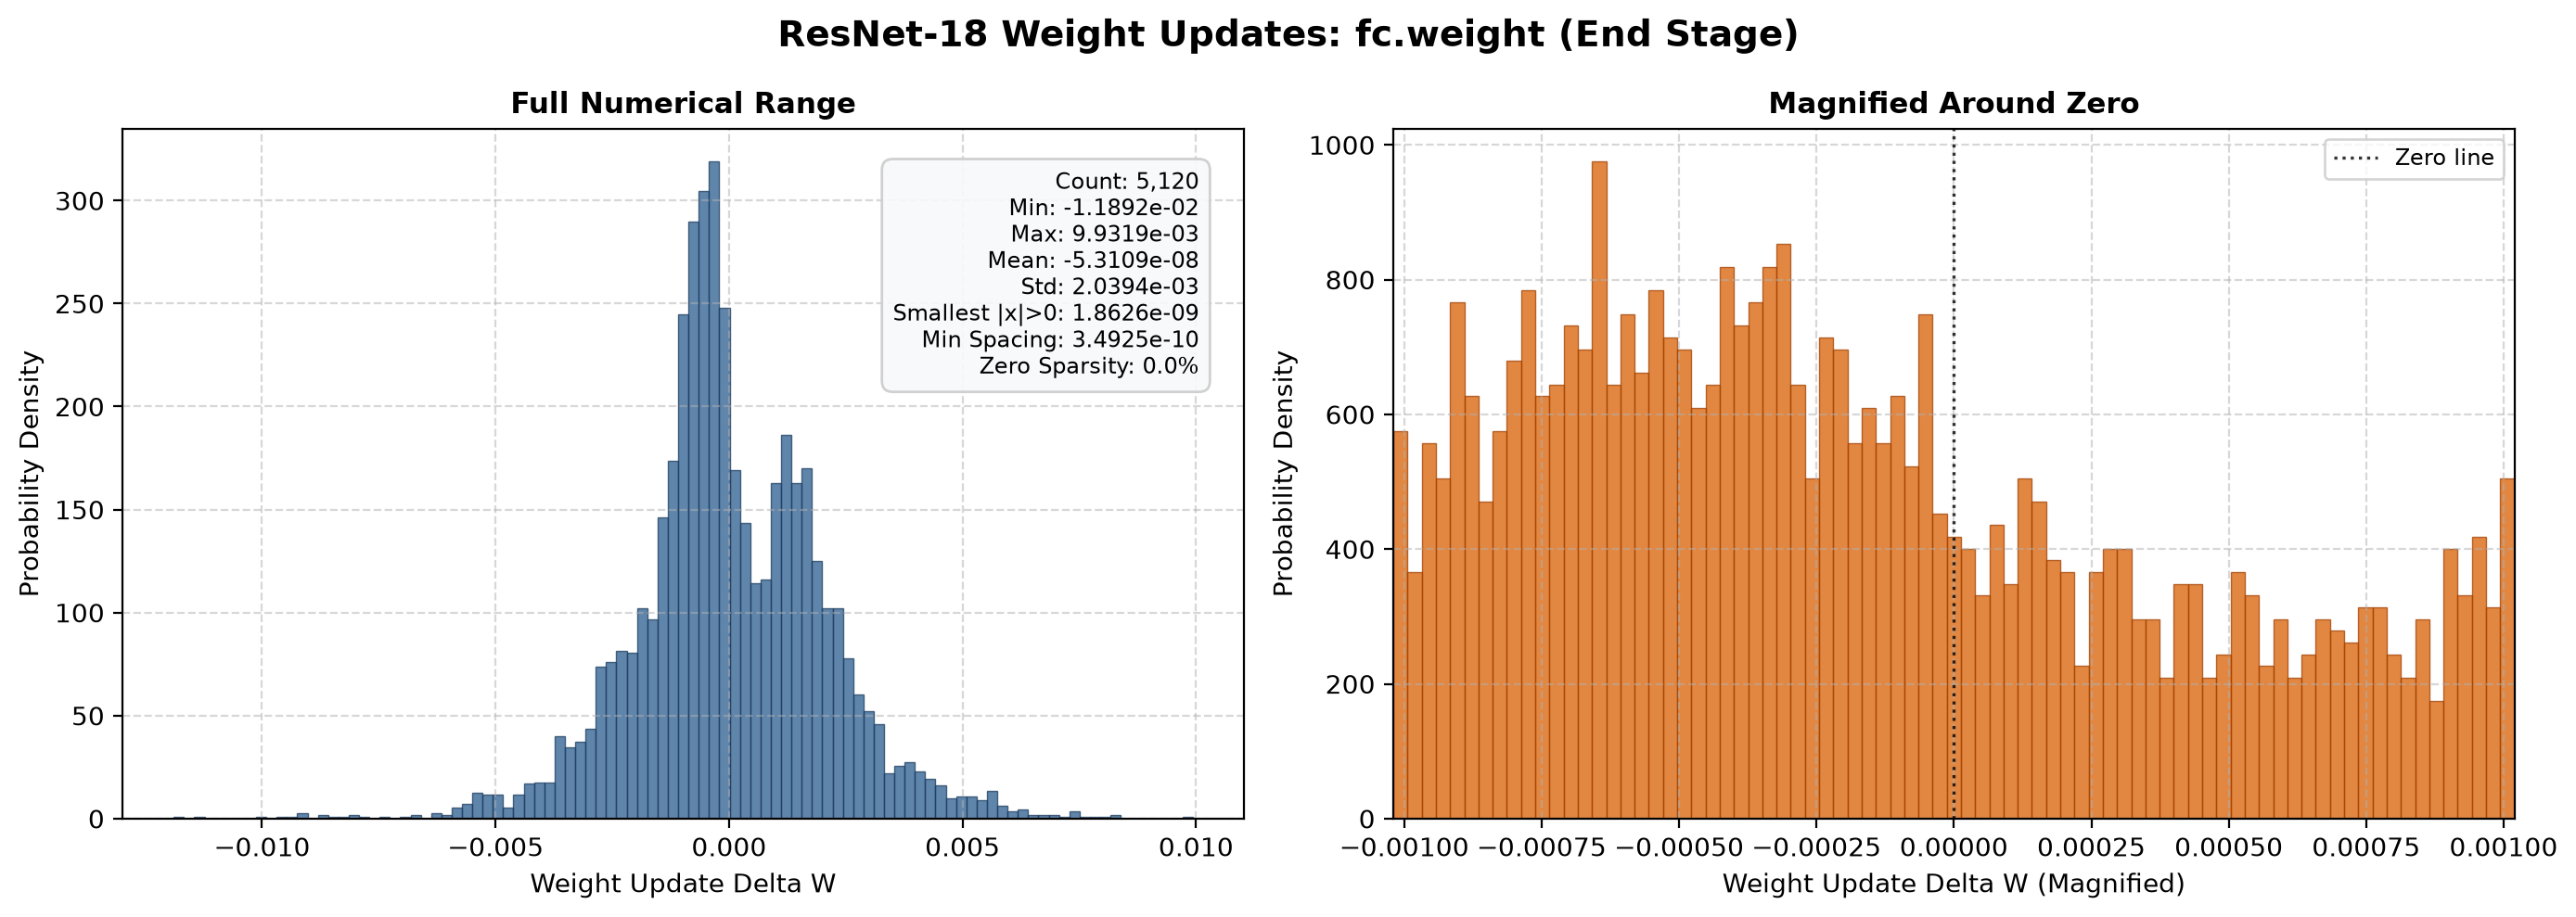 ResNet-18 Weight Updates: fc.weight (End Stage)
Full Numerical Range
Probability Density
300
250
200
150
100
50
0
Count: 5,120
Min: -1.1892e-02
Max: 9.9319e-03
Mean: -5.3109e-08
Std: 2.0394e-03
Smallest |x|>0: 1.8626e-09
Min Spacing: 3.4925e-10
Zero Sparsity: 0.0%
−0.010 −0.005 0.000 0.005 0.010
Weight Update Delta W
Magnified Around Zero
Probability Density
1000
800
600
400
200
0
Zero line
−0.00100 −0.00075 −0.00050 −0.00025 0.00000 0.00025 0.00050 0.00075 0.00100
Weight Update Delta W (Magnified)